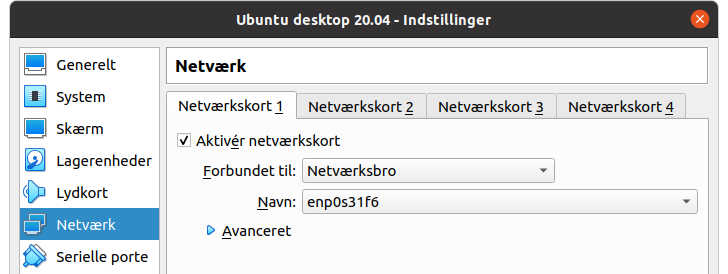 Ubuntu desktop 20.04 - Indstillinger
Generelt
System
Skærm
Lagerenheder
Lydkort
Netværk
Serielle porte
Netværk
Netværkskort 1 Netværkskort 2 Netværkskort 3 Netværkskort 4
Aktivér netværkskort
Forbundet til: Netværksbro
Navn: enp0s31f6
Avanceret